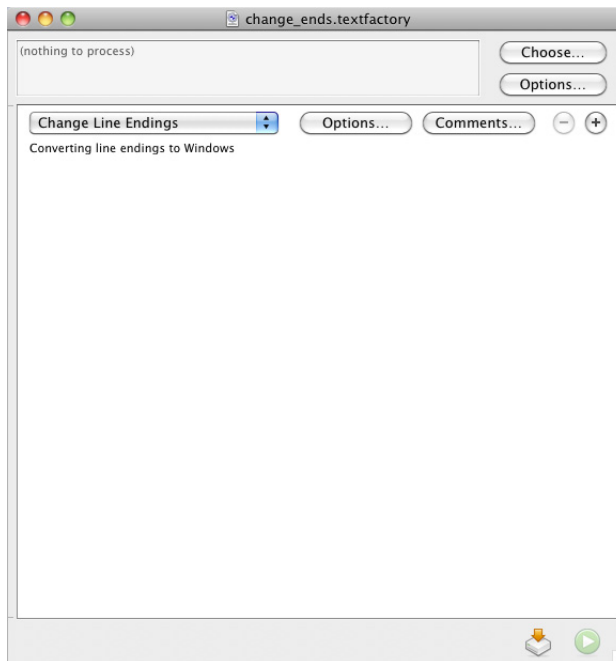 change_ends.textfactory
(nothing to process)
Choose...
Options...
Change Line Endings
Options...
Comments...
Converting line endings to Windows